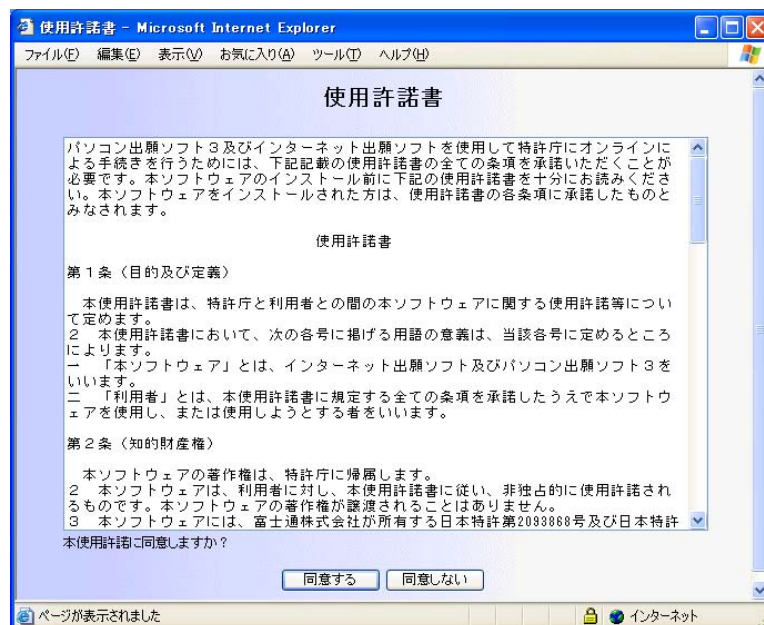 使用許諾書 - Microsoft Internet Explorer
ファイル(F) 編集(E) 表示(V) お気に入り(A) ツール(T) ヘルプ(H)
使用許諾書
パソコン出願ソフト3及びインターネット出願ソフトを使用して特許庁にオンラインに
よる手続きを行うためには、下記記載の使用許諾書の全ての条項を承諾いただくことが
必要です。本ソフトウェアのインストール前に下記の使用許諾書を十分にお読みくださ
い。本ソフトウェアをインストールされた方は、使用許諾書の各条項に承諾したものと
みなされます。
使用許諾書
第1条(目的及び定義)
本使用許諾書は、特許庁と利用者との間の本ソフトウェアに関する使用許諾等につい
て定めます。
2 本使用許諾書において、次の各号に掲げる用語の意義は、当該各号に定めるところ
によります。
一 「本ソフトウェア」とは、インターネット出願ソフト及びパソコン出願ソフト3を
いいます。
二 「利用者」とは、本使用許諾書に規定する全ての条項を承諾したうえで本ソフトウ
ェアを使用し、または使用しようとする者をいいます。
第2条(知的財産権)
本ソフトウェアの著作権は、特許庁に帰属します。
2 本ソフトウェアは、利用者に対し、本使用許諾書に従い、非独占的に使用許諾され
るものです。本ソフトウェアの著作権が譲渡されることはありません。
3 本ソフトウェアには、富士通株式会社が所有する日本特許第2093868号及び日本特許
本使用許諾に同意しますか?
同意する 同意しない
ページが表示されました インターネット